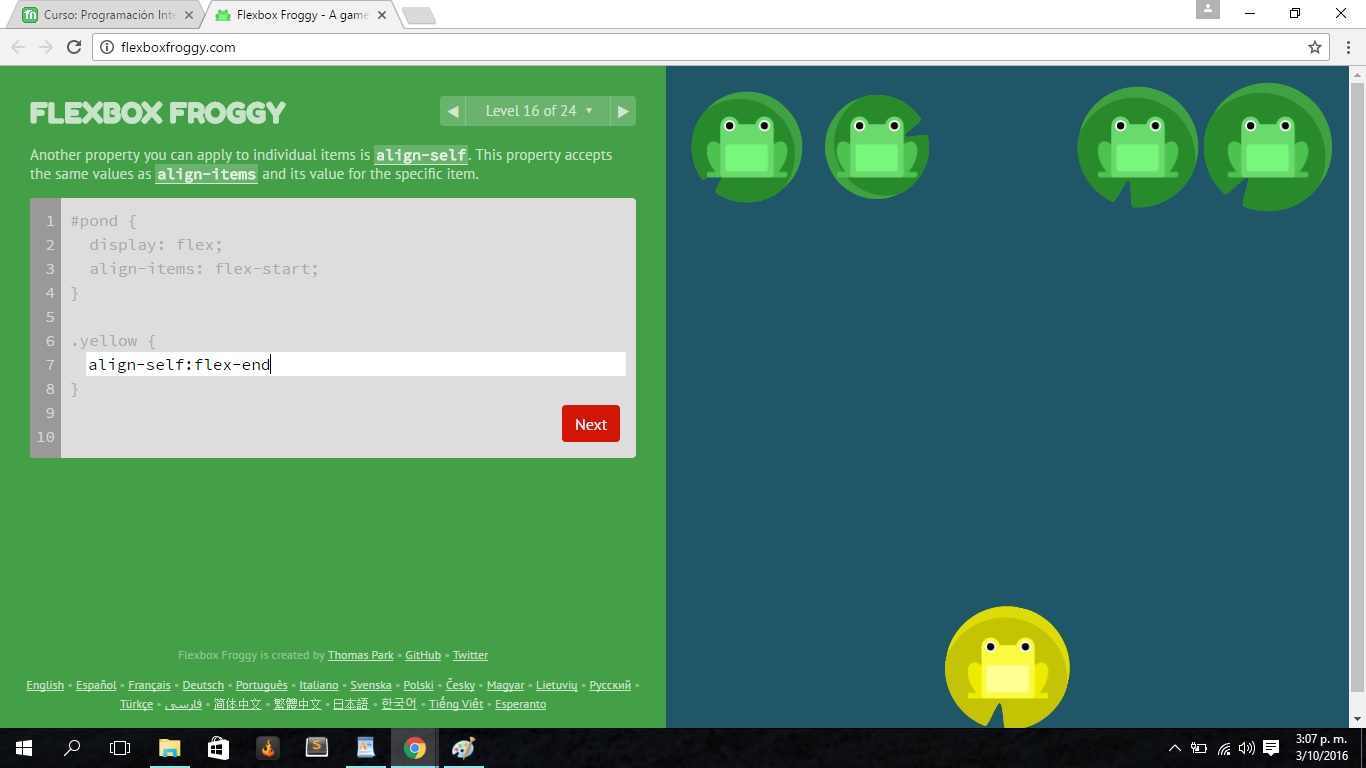 Curso: Programación Inte
Flexbox Froggy - A game
flexboxfroggy.com
FLEXBOX FROGGY
◀ Level 16 of 24 ▾ ▶
Another property you can apply to individual items is align-self. This property accepts
the same values as align-items and its value for the specific item.
1 #pond {
2 display: flex;
3 align-items: flex-start;
4 }
5
6 .yellow {
7 align-self:flex-end
8 }
9
10
Next
Flexbox Froggy is created by Thomas Park • GitHub • Twitter
English • Español • Français • Deutsch • Português • Italiano • Svenska • Polski • Česky • Magyar • Lietuvių • Русский •
Türkçe • فارسی • 简体中文 • 繁體中文 • 日本語 • 한국어 • Tiếng Việt • Esperanto
3:07 p. m.
3/10/2016